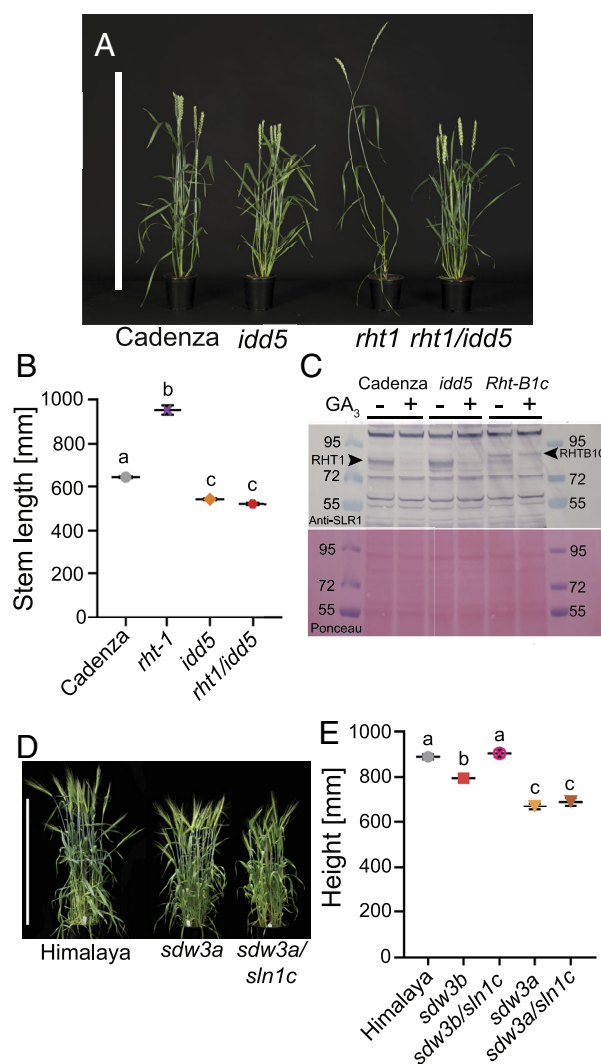 A
Cadenza idd5 rht1 rht1/idd5
B
Stem length [mm]
1000
800
600
400
200
0
a
b
c
c
Cadenza
rht-1
idd5
rht1/idd5
C
Cadenza idd5 Rht-B1c
GA3 - + - + - +
95
RHT1
72
55
Anti-SLR1
95
RHTB1C
72
55
95
72
55
Ponceau
95
72
55
D
Himalaya sdw3a sdw3a/
sln1c
E
Height [mm]
1000
800
600
400
200
0
a
b
a
c
c
Himalaya
sdw3b
sdw3b/sln1c
sdw3a
sdw3a/sln1c